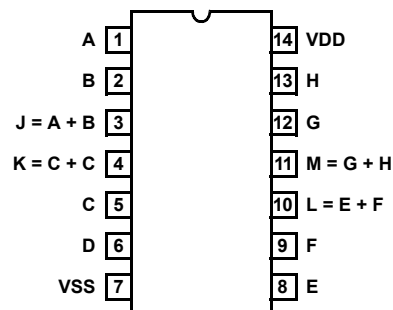 A 1
B 2
J = A + B 3
K = C + C 4
C 5
D 6
VSS 7
14 VDD
13 H
12 G
11 M = G + H
10 L = E + F
9 F
8 E